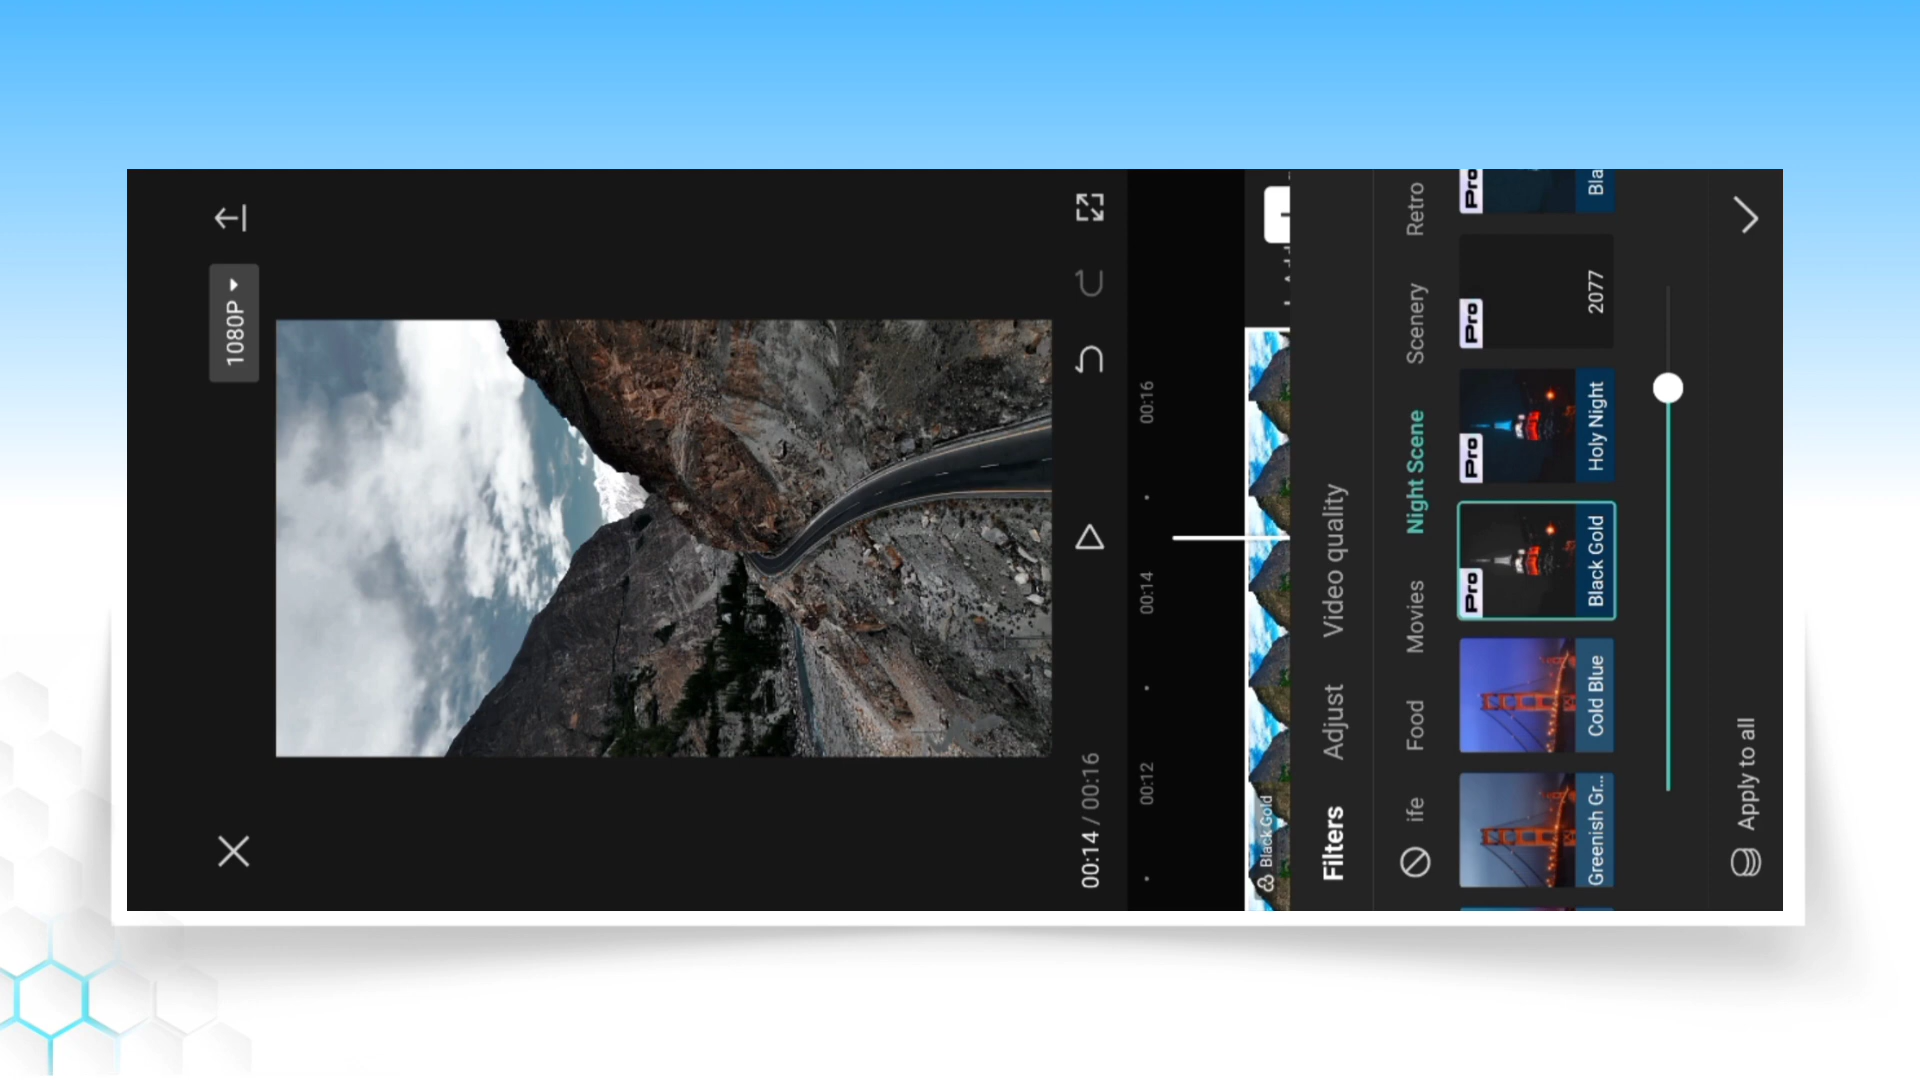 1080P
00:14 / 00:16
00:12 00:14 00:16
Black Gold
Filters Adjust Video quality
ife Food Movies Night Scene Scenery Retro
Pro Pro Pro Pro
Greenish Gr... Cold Blue Black Gold Holy Night 2077 Bla
Apply to all